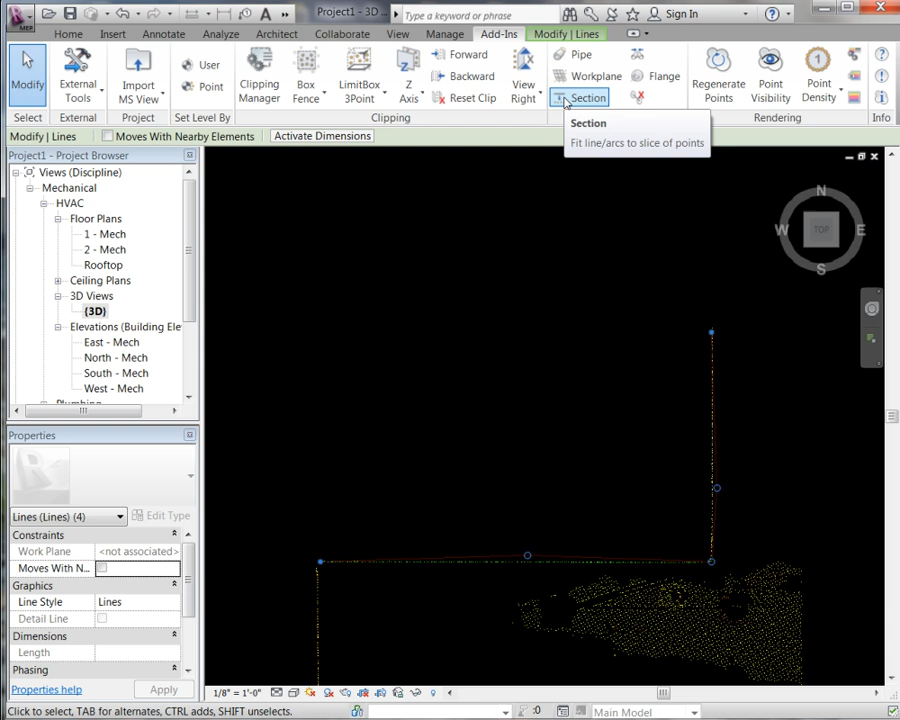 Project1 - 3D
Type a keyword or phrase
Sign In
MEP
Home
Insert
Annotate
Analyze
Architect
Collaborate
View
Manage
Add-Ins
Modify | Lines
Modify
External
Tools
Import
MS View
User
Point
Clipping
Manager
Box
Fence
LimitBox
3Point
Z
Axis
Forward
Backward
Reset Clip
View
Right
Pipe
Workplane
Section
Flange
Regenerate
Points
Point
Visibility
Point
Density
Select
External
Project
Set Level By
Clipping
Rendering
Info
Modify | Lines
Moves With Nearby Elements
Activate Dimensions
Section
Fit line/arcs to slice of points
Project1 - Project Browser
Views (Discipline)
Mechanical
HVAC
Floor Plans
1 - Mech
2 - Mech
Rooftop
Ceiling Plans
3D Views
{3D}
Elevations (Building Ele
East - Mech
North - Mech
South - Mech
West - Mech
N
W
TOP
E
S
Properties
Lines (Lines) (4)
Edit Type
Constraints
Work Plane
<not associated>
Moves With N...
Graphics
Line Style
Lines
Detail Line
Dimensions
Length
Phasing
Properties help
Apply
1/8" = 1'-0"
Click to select, TAB for alternates, CTRL adds, SHIFT unselects.
:0
Main Model